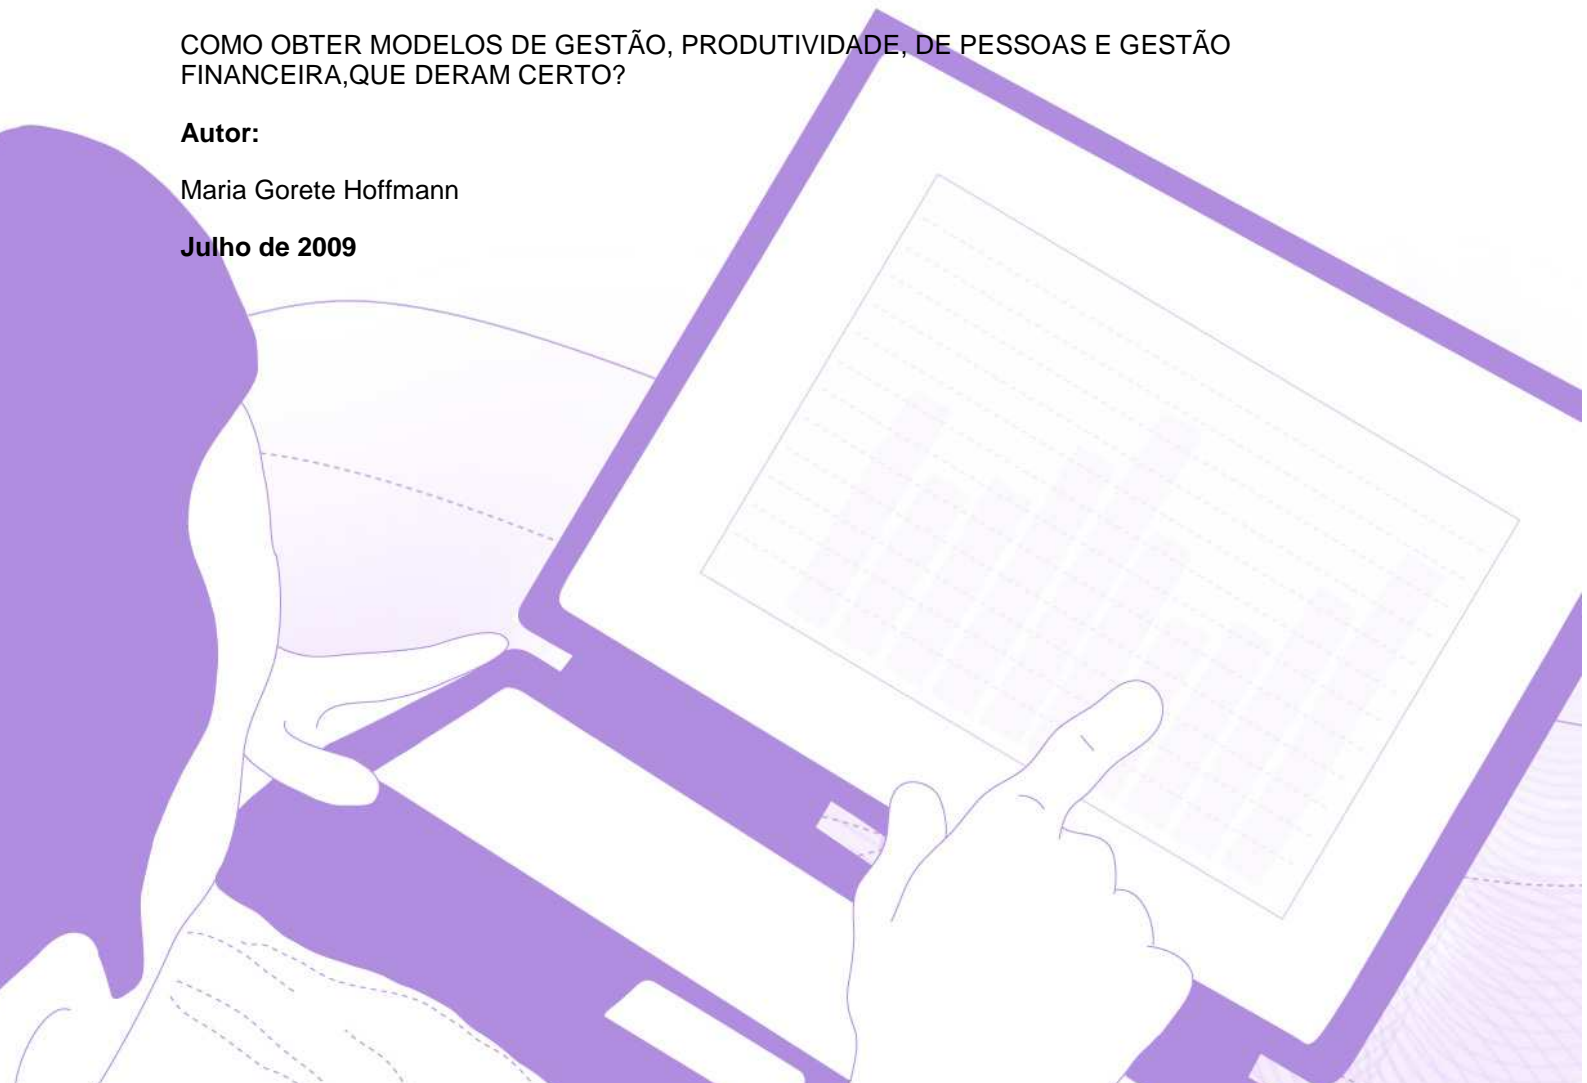 COMO OBTER MODELOS DE GESTÃO, PRODUTIVIDADE, DE PESSOAS E GESTÃO
FINANCEIRA,QUE DERAM CERTO?
Autor:
Maria Gorete Hoffmann
Julho de 2009